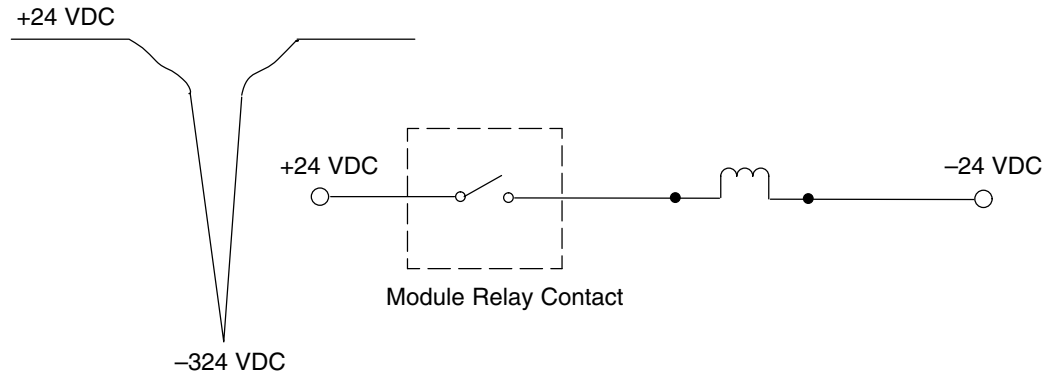 +24 VDC
+24 VDC
–24 VDC
Module Relay Contact
–324 VDC